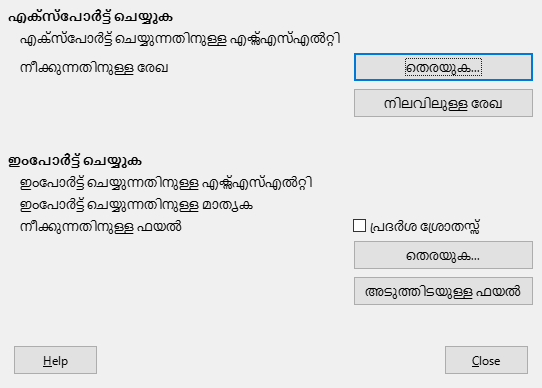 എക്സ്പോർട്ട് ചെയ്യുക
എക്സ്പോർട്ട് ചെയ്യുന്നതിനുള്ള എക്സ്എസ്എൽറ്റി
നീക്കുന്നതിനുള്ള രേഖ
തെരയുക...
നിലവിലുള്ള രേഖ
ഇംപോർട്ട് ചെയ്യുക
ഇംപോർട്ട് ചെയ്യുന്നതിനുള്ള എക്സ്എസ്എൽറ്റി
ഇംപോർട്ട് ചെയ്യുന്നതിനുള്ള മാതൃക
നീക്കുന്നതിനുള്ള ഫയൽ
പ്രദർശ ശ്രോതസ്സ്
തെരയുക...
അടുത്തിടയുള്ള ഫയൽ
Help
Close